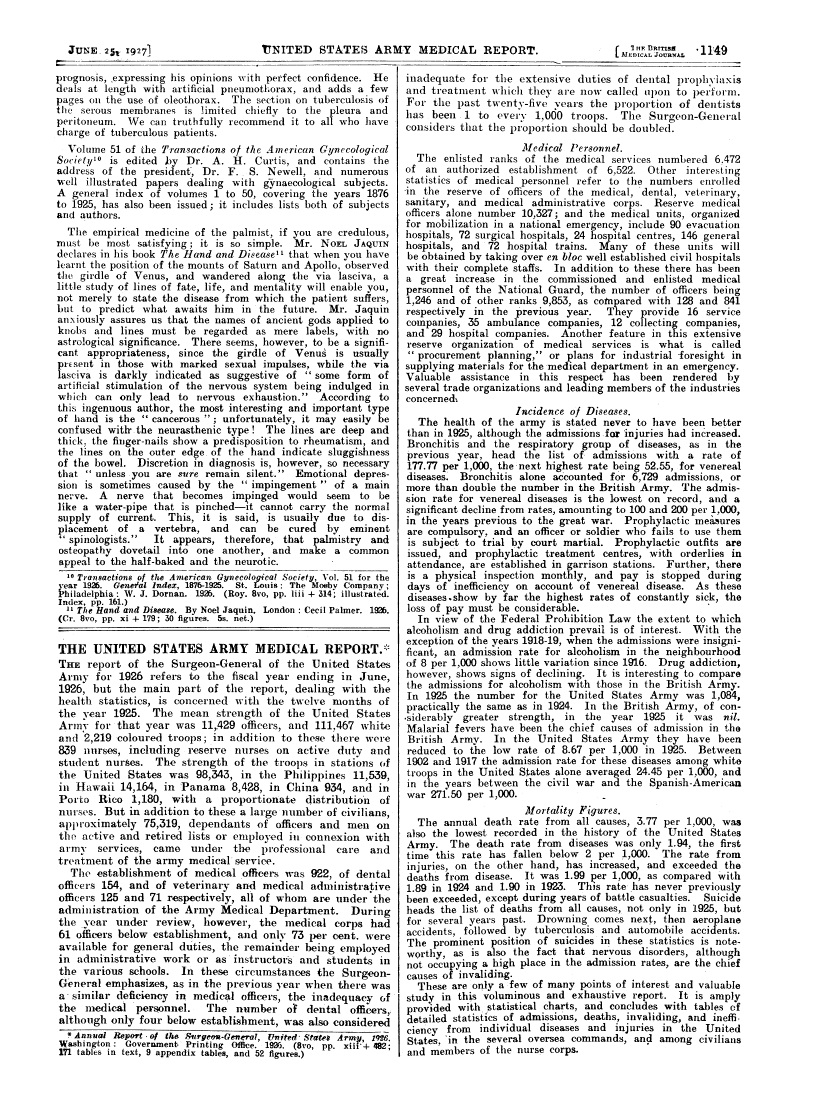 JUNE 25, 1927]
UNITED STATES ARMY MEDICAL REPORT.
[ THE BRITISH
MEDICAL JOURNAL
1149
prognosis, expressing his opinions with perfect confidence. He
deals at length with artificial pneumothorax, and adds a few
pages on the use of oleothorax. The section on tuberculosis of
the serous membranes is limited chiefly to the pleura and
peritoneum. We can truthfully recommend it to all who have
charge of tuberculous patients.
Volume 51 of the Transactions of the American Gynecological
Society¹⁰ is edited by Dr. A. H. Curtis, and contains the
address of the president, Dr. F. S. Newell, and numerous
well illustrated papers dealing with gynaecological subjects.
A general index of volumes 1 to 50, covering the years 1876
to 1925, has also been issued; it includes lists both of subjects
and authors.
The empirical medicine of the palmist, if you are credulous,
must be most satisfying; it is so simple. Mr. NOEL JAQUIN
declares in his book The Hand and Disease¹¹ that when you have
learnt the position of the mounts of Saturn and Apollo, observed
the girdle of Venus, and wandered along the via lasciva, a
little study of lines of fate, life, and mentality will enable you,
not merely to state the disease from which the patient suffers,
but to predict what awaits him in the future. Mr. Jaquin
anxiously assures us that the names of ancient gods applied to
knobs and lines must be regarded as mere labels, with no
astrological significance. There seems, however, to be a signifi-
cant appropriateness, since the girdle of Venus is usually
present in those with marked sexual impulses, while the via
lasciva is darkly indicated as suggestive of "some form of
artificial stimulation of the nervous system being indulged in
which can only lead to nervous exhaustion." According to
this ingenuous author, the most interesting and important type
of hand is the "cancerous"; unfortunately, it may easily be
confused with the neurasthenic type! The lines are deep and
thick, the finger-nails show a predisposition to rheumatism, and
the lines on the outer edge of the hand indicate sluggishness
of the bowel. Discretion in diagnosis is, however, so necessary
that "unless you are sure remain silent." Emotional depres-
sion is sometimes caused by the "impingement" of a main
nerve. A nerve that becomes impinged would seem to be
like a water-pipe that is pinched—it cannot carry the normal
supply of current. This, it is said, is usually due to dis-
placement of a vertebra, and can be cured by eminent
"spinologists." It appears, therefore, that palmistry and
osteopathy dovetail into one another, and make a common
appeal to the half-baked and the neurotic.
¹⁰ Transactions of the American Gynecological Society, Vol. 51 for the
year 1926. General Index, 1876-1925. St. Louis: The Mosby Company;
Philadelphia: W. J. Dornan. 1926. (Roy. 8vo, pp. liii + 314; illustrated.
Index, pp. 161.)
¹¹ The Hand and Disease. By Noel Jaquin, London: Cecil Palmer. 1926.
(Cr. 8vo, pp. xi + 179; 30 figures. 5s. net.)
THE UNITED STATES ARMY MEDICAL REPORT.*
THE report of the Surgeon-General of the United States
Army for 1926 refers to the fiscal year ending in June,
1926, but the main part of the report, dealing with the
health statistics, is concerned with the twelve months of
the year 1925. The mean strength of the United States
Army for that year was 11,429 officers, and 111,467 white
and 2,219 coloured troops; in addition to these there were
839 nurses, including reserve nurses on active duty and
student nurses. The strength of the troops in stations of
the United States was 98,343, in the Philippines 11,539,
in Hawaii 14,164, in Panama 8,428, in China 934, and in
Porto Rico 1,180, with a proportionate distribution of
nurses. But in addition to these a large number of civilians,
approximately 75,319, dependants of officers and men on
the active and retired lists or employed in connexion with
army services, came under the professional care and
treatment of the army medical service.
The establishment of medical officers was 922, of dental
officers 154, and of veterinary and medical administrative
officers 125 and 71 respectively, all of whom are under the
administration of the Army Medical Department. During
the year under review, however, the medical corps had
61 officers below establishment, and only 73 per cent. were
available for general duties, the remainder being employed
in administrative work or as instructors and students in
the various schools. In these circumstances the Surgeon-
General emphasizes, as in the previous year when there was
a similar deficiency in medical officers, the inadequacy of
the medical personnel. The number of dental officers,
although only four below establishment, was also considered
* Annual Report of the Surgeon-General, United States Army, 1926.
Washington: Government Printing Office. 1926. (8vo, pp. xiii + 482;
171 tables in text, 9 appendix tables, and 52 figures.)
inadequate for the extensive duties of dental prophylaxis
and treatment which they are now called upon to perform.
For the past twenty-five years the proportion of dentists
has been 1 to every 1,000 troops. The Surgeon-General
considers that the proportion should be doubled.
Medical Personnel.
The enlisted ranks of the medical services numbered 6,472
of an authorized establishment of 6,522. Other interesting
statistics of medical personnel refer to the numbers enrolled
in the reserve of officers of the medical, dental, veterinary,
sanitary, and medical administrative corps. Reserve medical
officers alone number 10,327; and the medical units, organized
for mobilization in a national emergency, include 90 evacuation
hospitals, 72 surgical hospitals, 24 hospital centres, 146 general
hospitals, and 72 hospital trains. Many of these units will
be obtained by taking over en bloc well established civil hospitals
with their complete staffs. In addition to these there has been
a great increase in the commissioned and enlisted medical
personnel of the National Guard, the number of officers being
1,246 and of other ranks 9,853, as compared with 128 and 841
respectively in the previous year. They provide 16 service
companies, 35 ambulance companies, 12 collecting companies,
and 29 hospital companies. Another feature in this extensive
reserve organization of medical services is what is called
"procurement planning," or plans for industrial foresight in
supplying materials for the medical department in an emergency.
Valuable assistance in this respect has been rendered by
several trade organizations and leading members of the industries
concerned.
Incidence of Diseases.
The health of the army is stated never to have been better
than in 1925, although the admissions for injuries had increased.
Bronchitis and the respiratory group of diseases, as in the
previous year, head the list of admissions with a rate of
177.77 per 1,000, the next highest rate being 52.55, for venereal
diseases. Bronchitis alone accounted for 6,729 admissions, or
more than double the number in the British Army. The admis-
sion rate for venereal diseases is the lowest on record, and a
significant decline from rates, amounting to 100 and 200 per 1,000,
in the years previous to the great war. Prophylactic measures
are compulsory, and an officer or soldier who fails to use them
is subject to trial by court martial. Prophylactic outfits are
issued, and prophylactic treatment centres, with orderlies in
attendance, are established in garrison stations. Further, there
is a physical inspection monthly, and pay is stopped during
days of inefficiency on account of venereal disease. As these
diseases show by far the highest rates of constantly sick, the
loss of pay must be considerable.
In view of the Federal Prohibition Law the extent to which
alcoholism and drug addiction prevail is of interest. With the
exception of the years 1918-19, when the admissions were insigni-
ficant, an admission rate for alcoholism in the neighbourhood
of 8 per 1,000 shows little variation since 1916. Drug addiction,
however, shows signs of declining. It is interesting to compare
the admissions for alcoholism with those in the British Army.
In 1925 the number for the United States Army was 1,084,
practically the same as in 1924. In the British Army, of con-
siderably greater strength, in the year 1925 it was nil.
Malarial fevers have been the chief causes of admission in the
British Army. In the United States Army they have been
reduced to the low rate of 8.67 per 1,000 in 1925. Between
1902 and 1917 the admission rate for these diseases among white
troops in the United States alone averaged 24.45 per 1,000, and
in the years between the civil war and the Spanish-American
war 271.50 per 1,000.
Mortality Figures.
The annual death rate from all causes, 3.77 per 1,000, was
also the lowest recorded in the history of the United States
Army. The death rate from diseases was only 1.94, the first
time this rate has fallen below 2 per 1,000. The rate from
injuries, on the other hand, has increased, and exceeded the
deaths from disease. It was 1.99 per 1,000, as compared with
1.89 in 1924 and 1.90 in 1923. This rate has never previously
been exceeded, except during years of battle casualties. Suicide
heads the list of deaths from all causes, not only in 1925, but
for several years past. Drowning comes next, then aeroplane
accidents, followed by tuberculosis and automobile accidents.
The prominent position of suicides in these statistics is note-
worthy, as is also the fact that nervous disorders, although
not occupying a high place in the admission rates, are the chief
causes of invaliding.
These are only a few of many points of interest and valuable
study in this voluminous and exhaustive report. It is amply
provided with statistical charts, and concludes with tables of
detailed statistics of admissions, deaths, invaliding, and ineffi-
ciency from individual diseases and injuries in the United
States, in the several oversea commands, and among civilians
and members of the nurse corps.